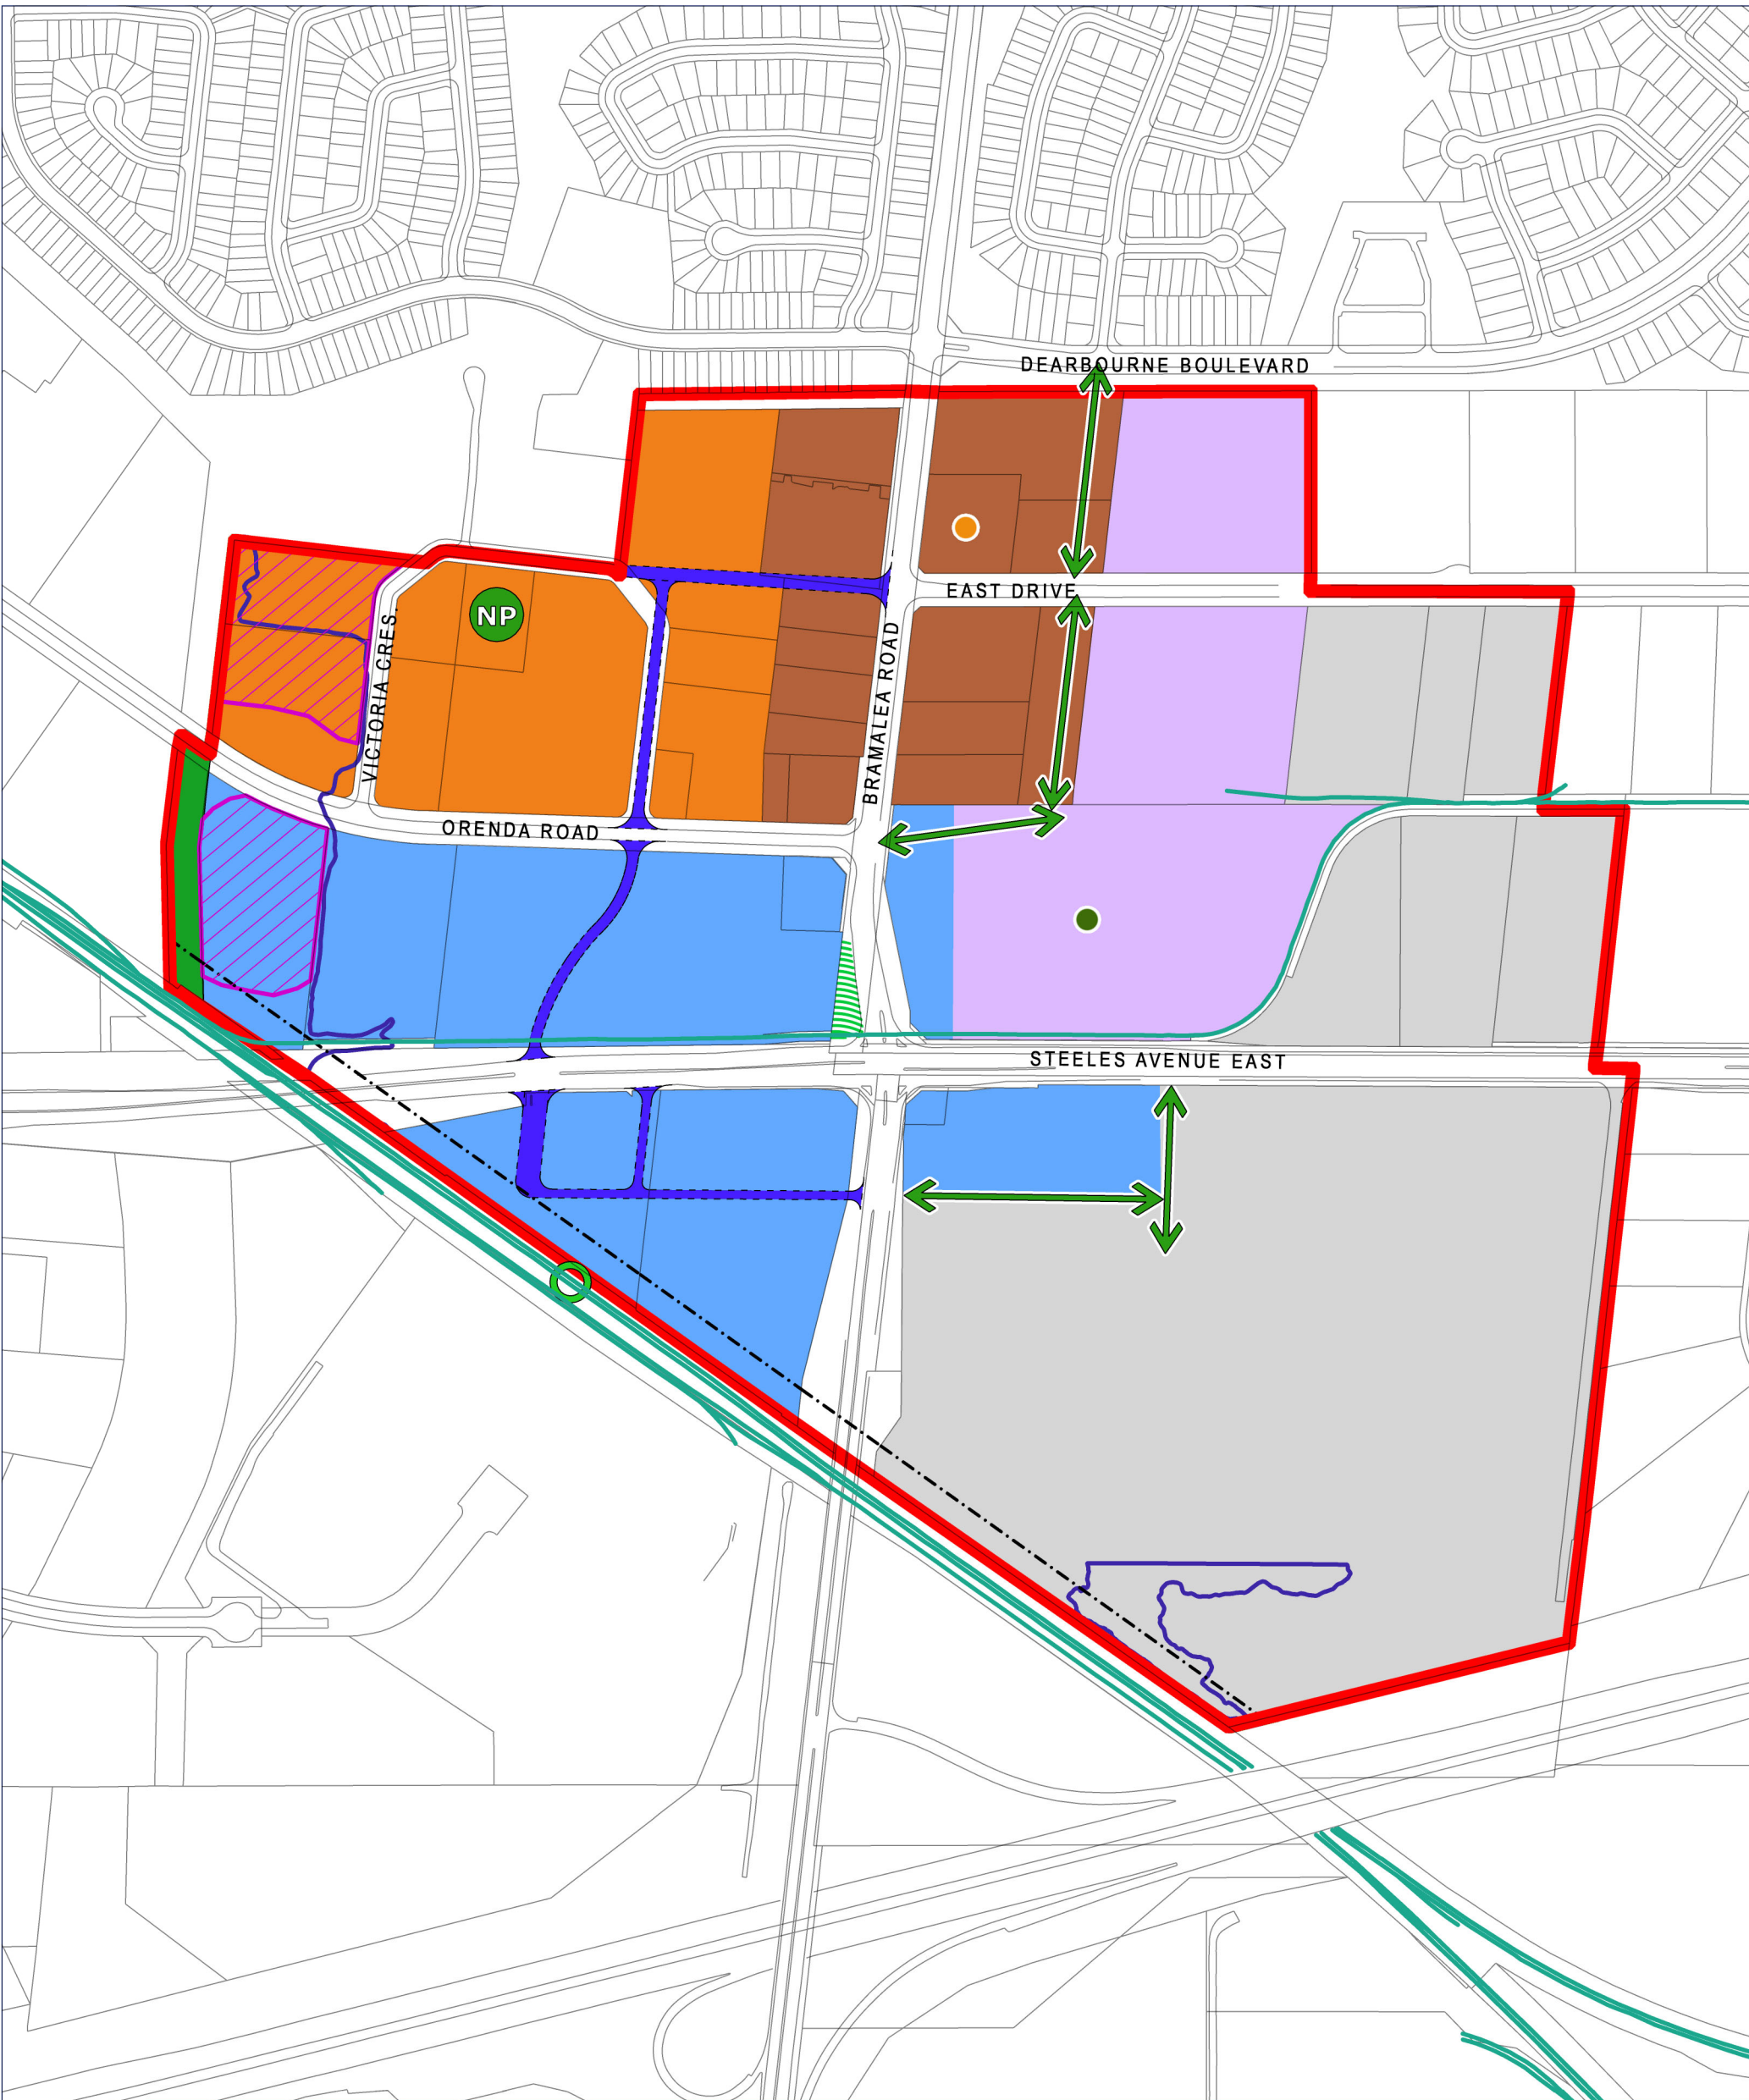 DEARBOURNE BOULEVARD
EAST DRIVE
NP
VICTORIA CRES.
BRAMALEA ROAD
ORENDA ROAD
STEELES AVENUE EAST